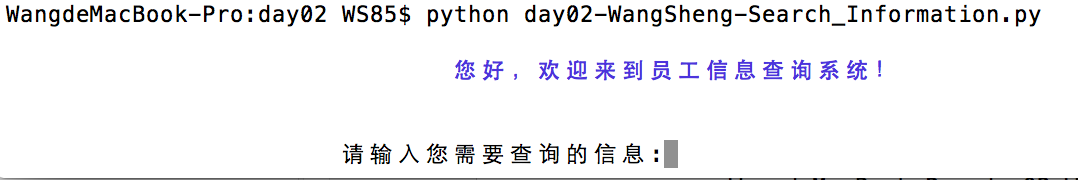 WangdeMacBook-Pro:day02 WS85$ python day02-WangSheng-Search_Information.py
您好，欢迎来到员工信息查询系统！
请输入您需要查询的信息: